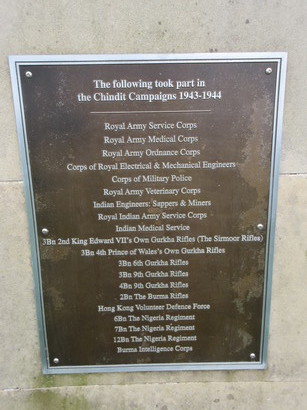 The following took part in
the Chindit Campaigns 1943-1944
Royal Army Service Corps
Royal Army Medical Corps
Royal Army Ordnance Corps
Corps of Royal Electrical & Mechanical Engineers
Corps of Military Police
Royal Army Veterinary Corps
Indian Engineers: Sappers & Miners
Royal Indian Army Service Corps
Indian Medical Service
3Bn 2nd King Edward VII's Own Gurkha Rifles (The Sirmoor Rifles)
3Bn 4th Prince of Wales's Own Gurkha Rifles
3Bn 6th Gurkha Rifles
3Bn 9th Gurkha Rifles
4Bn 9th Gurkha Rifles
2Bn The Burma Rifles
Hong Kong Volunteer Defence Force
6Bn The Nigeria Regiment
7Bn The Nigeria Regiment
12Bn The Nigeria Regiment
Burma Intelligence Corps